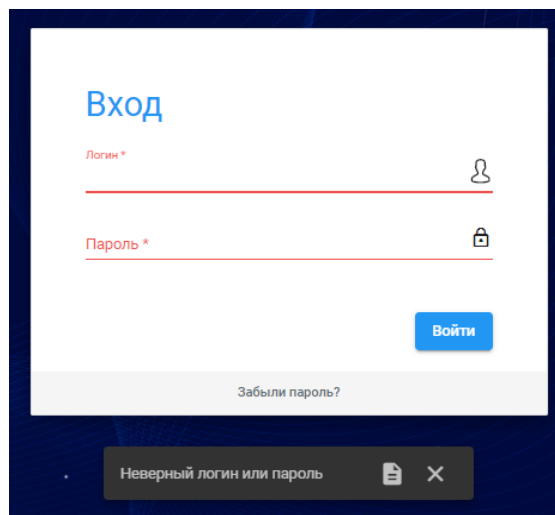 Вход
Логин *
Пароль *
Войти
Забыли пароль?
Неверный логин или пароль